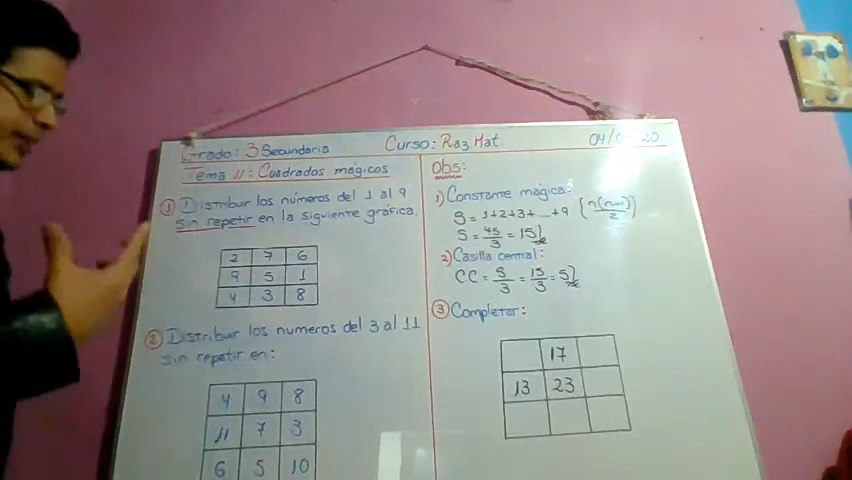 Grado: 3 Secundaria Curso: Raz Mat
Tema 11: Cuadrados mágicos
① Distribuir los números del 1 al 9
sin repetir en la siguiente gráfica.
2 7 6
9 5 1
4 3 8
② Distribuir los numeros del 3 al 11
sin repetir en:
4 9 8
11 7 3
6 5 10
Obs:
1) Constante mágica:
S = 1+2+3+....+9 {n(n+1)/2}
S = 45/3 = 15
2) Casilla central:
C.C = S/3 = 15/3 = 5
③ Completar:
17
13 23